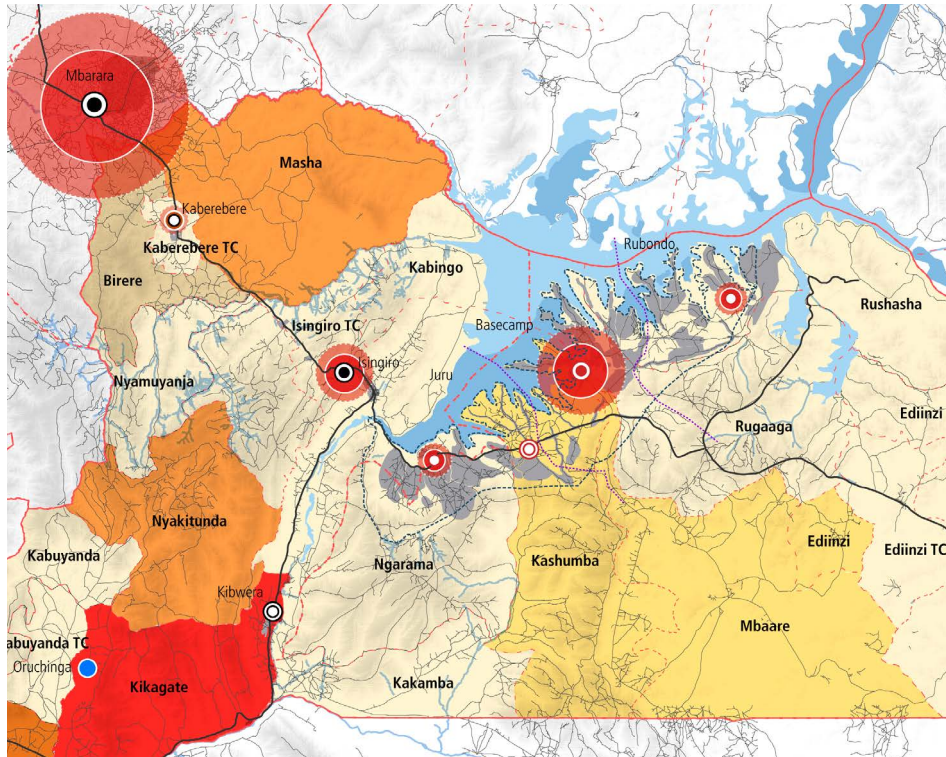 Mbarara
Masha
Kaberebere
Kaberebere TC
Rubondo
Kabingo
Birere
Rushasha
Isingiro TC
Basecamp
Isingiro
Juru
Nyamuyanja
Ediinzi
Rugaaga
Nyakitunda
Ediinzi
Ediinzi TC
Kabuyanda
Ngarama
Kashumba
Kibwera
Mbaare
abuyanda TC
Oruchinga
Kikagate
Kakamba